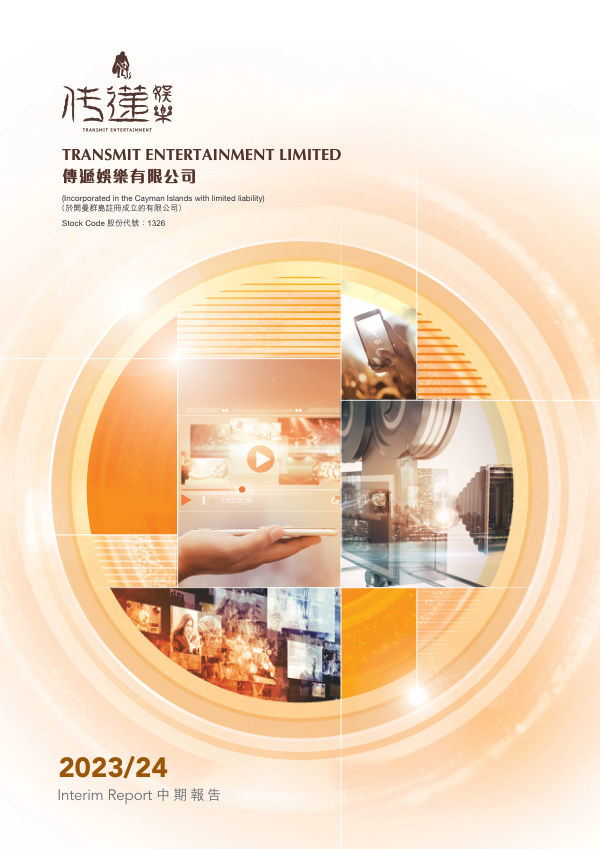 传達娛樂
TRANSMIT ENTERTAINMENT
TRANSMIT ENTERTAINMENT LIMITED
傳遞娛樂有限公司
(Incorporated in the Cayman Islands with limited liability)
(於開曼群島註冊成立的有限公司)
Stock Code 股份代號：1326
2023/24
Interim Report 中期報告